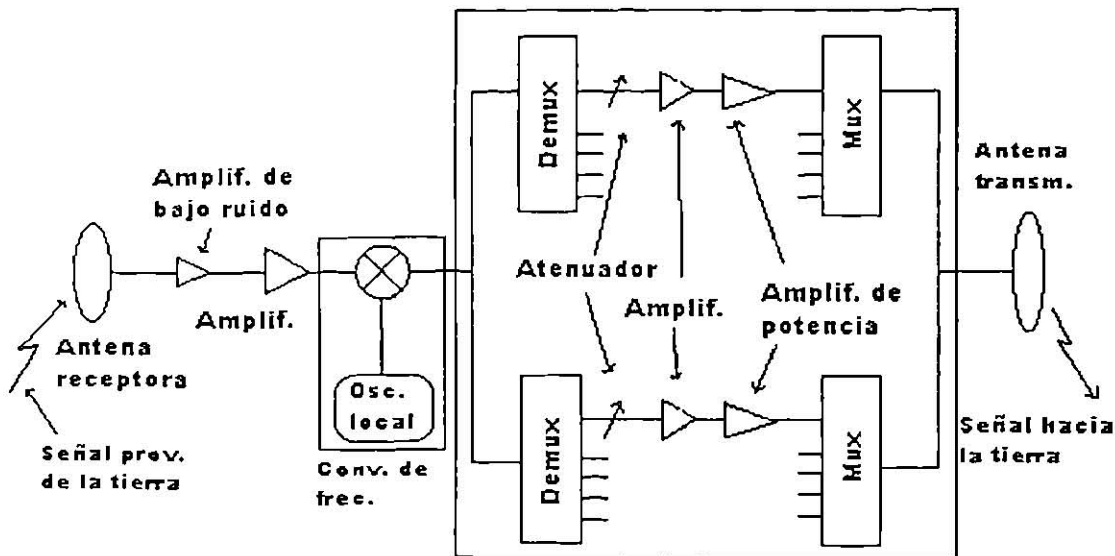 Demux
Mux
Antena
transm.
Amplif. de
bajo ruido
Atenuador
Amplif.
Amplif. de
potencia
Amplif.
Antena
receptora
Osc.
local
Señal prov.
de la tierra
Conv. de
frec.
Demux
Mux
Señal hacia
la tierra